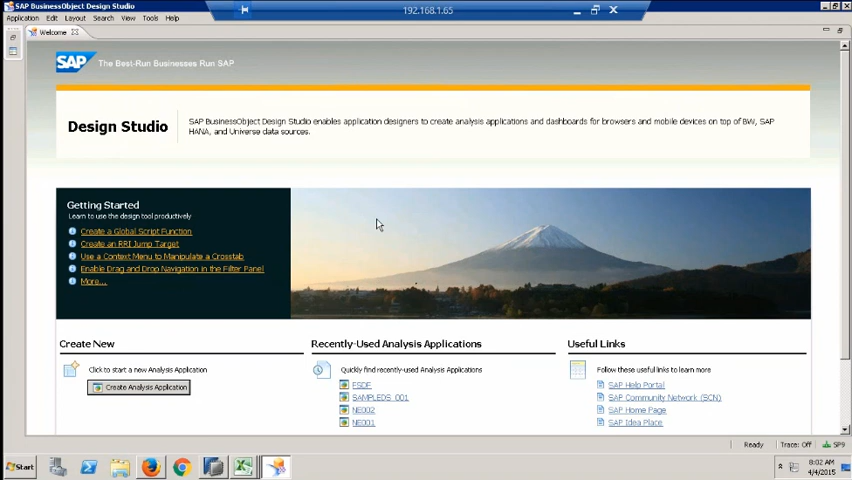 SAP BusinessObject Design Studio
192.168.1.65
Application Edit Layout Search View Tools Help
Welcome
SAP The Best-Run Businesses Run SAP
Design Studio
SAP BusinessObject Design Studio enables application designers to create analysis applications and dashboards for browsers and mobile devices on top of BW, SAP
HANA, and Universe data sources.
Getting Started
Learn to use the design tool productively
Create a Global Script Function
Create an RRI Jump Target
Use a Context Menu to Manipulate a Crosstab
Enable Drag and Drop Navigation in the Filter Panel
More...
Create New
Click to start a new Analysis Application
Create Analysis Application
Recently-Used Analysis Applications
Quickly find recently-used Analysis Applications
ESDF
SAMPLEDS_001
NE002
NE001
Useful Links
Follow these useful links to learn more
SAP Help Portal
SAP Community Network (SCN)
SAP Home Page
SAP Idea Place
Ready Trace: Off SP9
Start
8:02 AM
4/4/2015